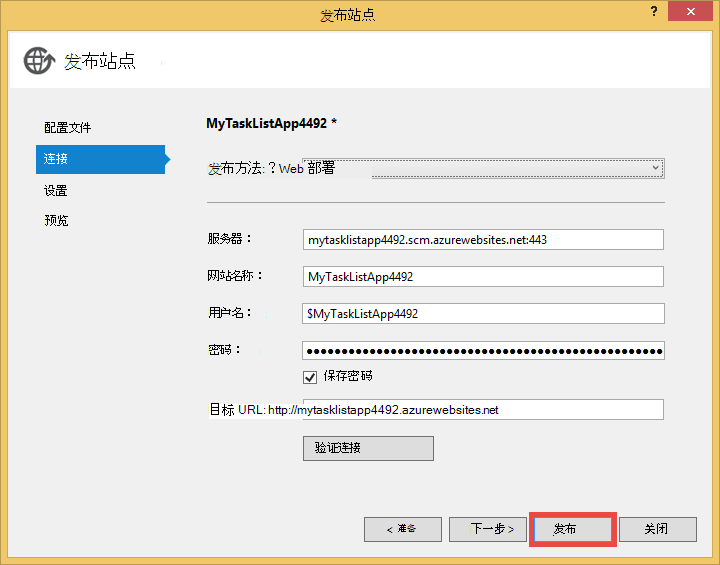 发布站点
?
发布站点
配置文件
连接
设置
预览
MyTaskListApp4492 *
发布方法:？Web 部署
服务器：
mytasklistapp4492.scm.azurewebsites.net:443
网站名称：
MyTaskListApp4492
用户名：
$MyTaskListApp4492
密码：
保存密码
目标 URL: http://mytasklistapp4492.azurewebsites.net
验证连接
< 准备
下一步 >
发布
关闭